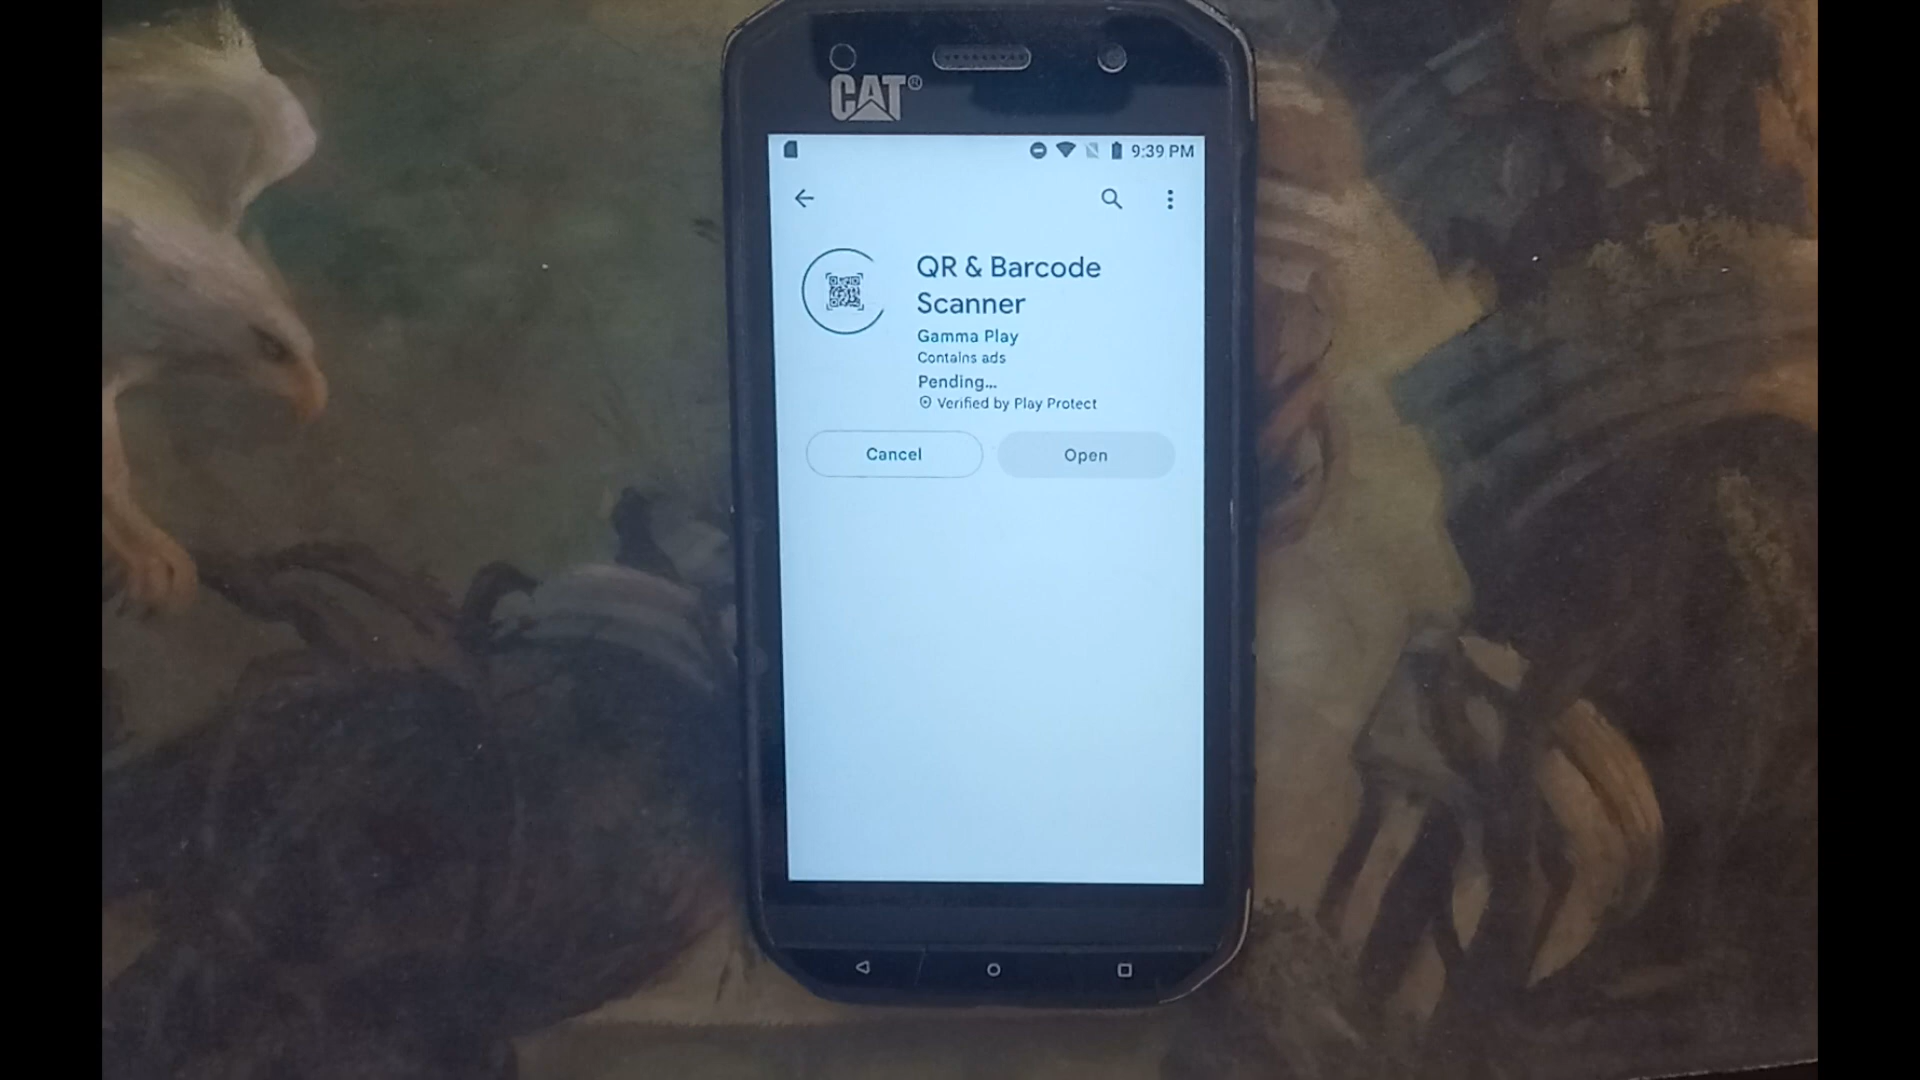 CAT®
9:39 PM
QR & Barcode
Scanner
Gamma Play
Contains ads
Pending...
Verified by Play Protect
Cancel
Open